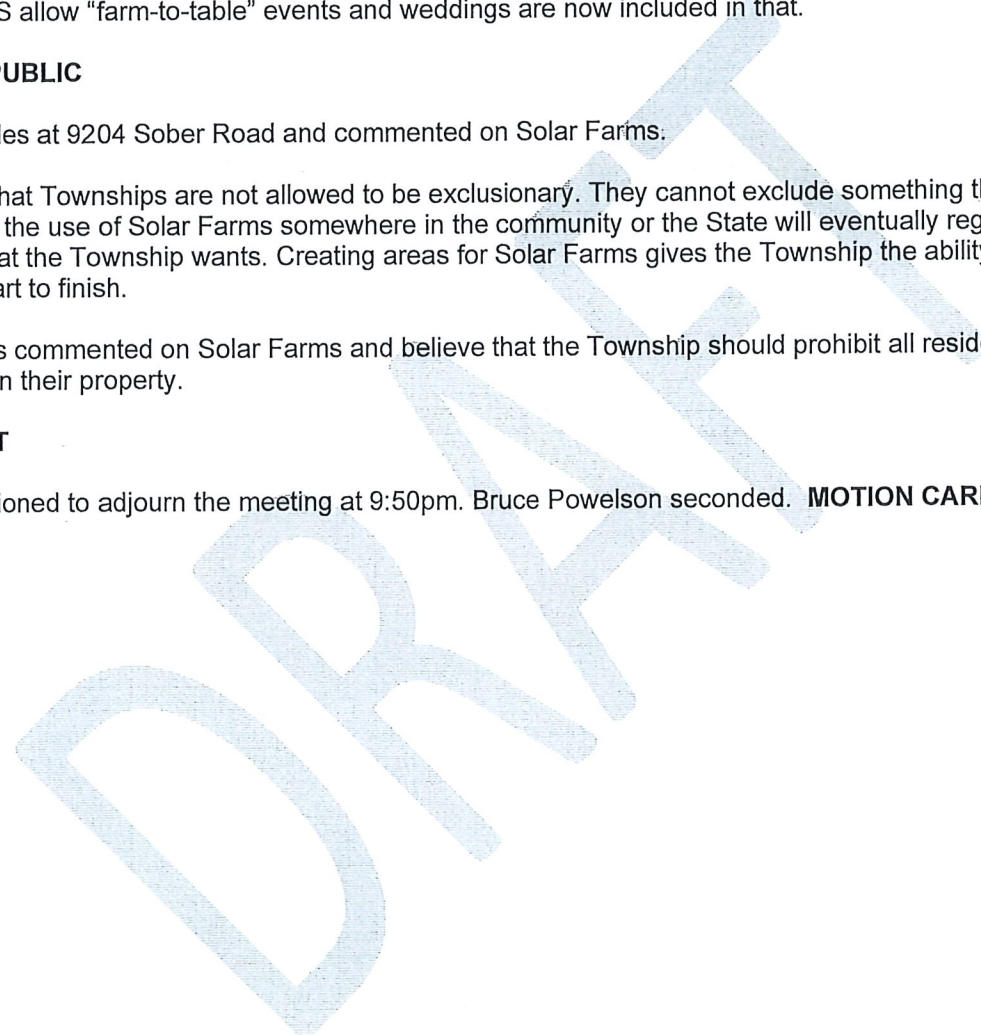 S allow “farm-to-table” events and weddings are now included in that.
PUBLIC
les at 9204 Sober Road and commented on Solar Farms.
hat Townships are not allowed to be exclusionary. They cannot exclude something t
the use of Solar Farms somewhere in the community or the State will eventually reg
at the Township wants. Creating areas for Solar Farms gives the Township the ability
art to finish.
s commented on Solar Farms and believe that the Township should prohibit all resid
n their property.
T
ioned to adjourn the meeting at 9:50pm. Bruce Powelson seconded. MOTION CAR
DRAFT